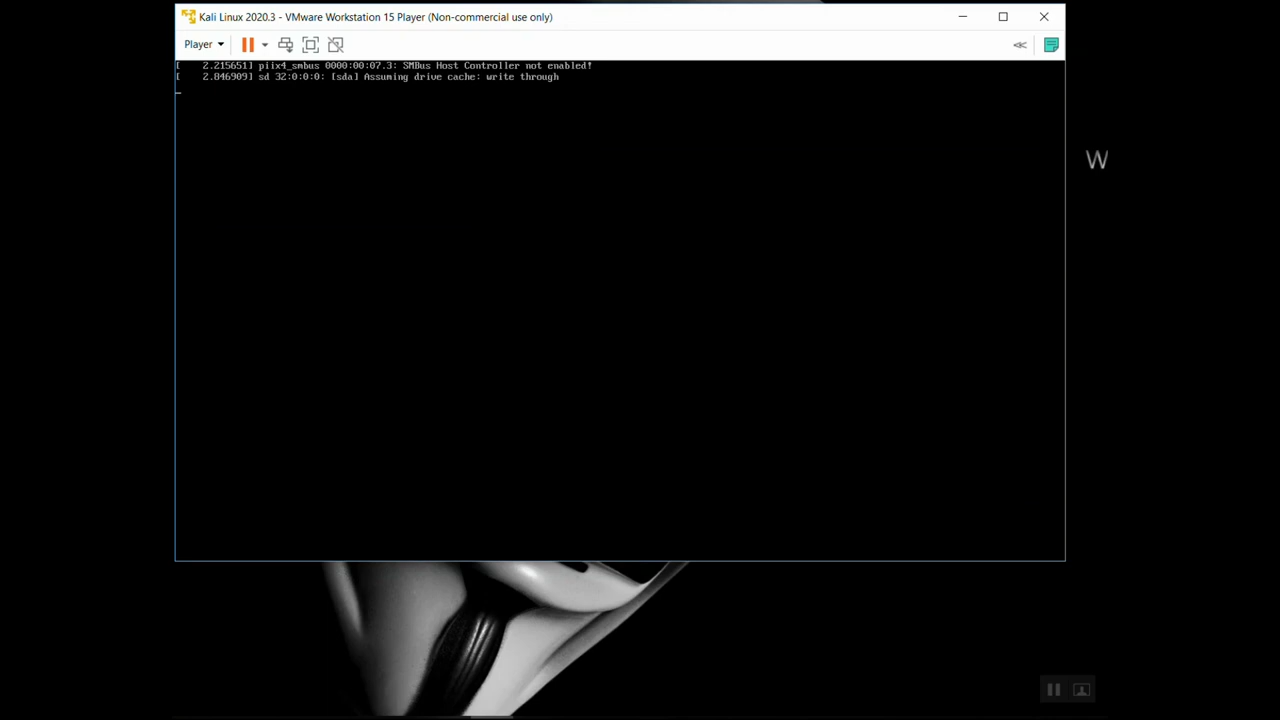 Kali Linux 2020.3 - VMware Workstation 15 Player (Non-commercial use only)
Player
[    2.215651] piix4_smbus 0000:00:07.3: SMBus Host Controller not enabled!
[    2.846909] sd 32:0:0:0: [sda] Assuming drive cache: write through
W